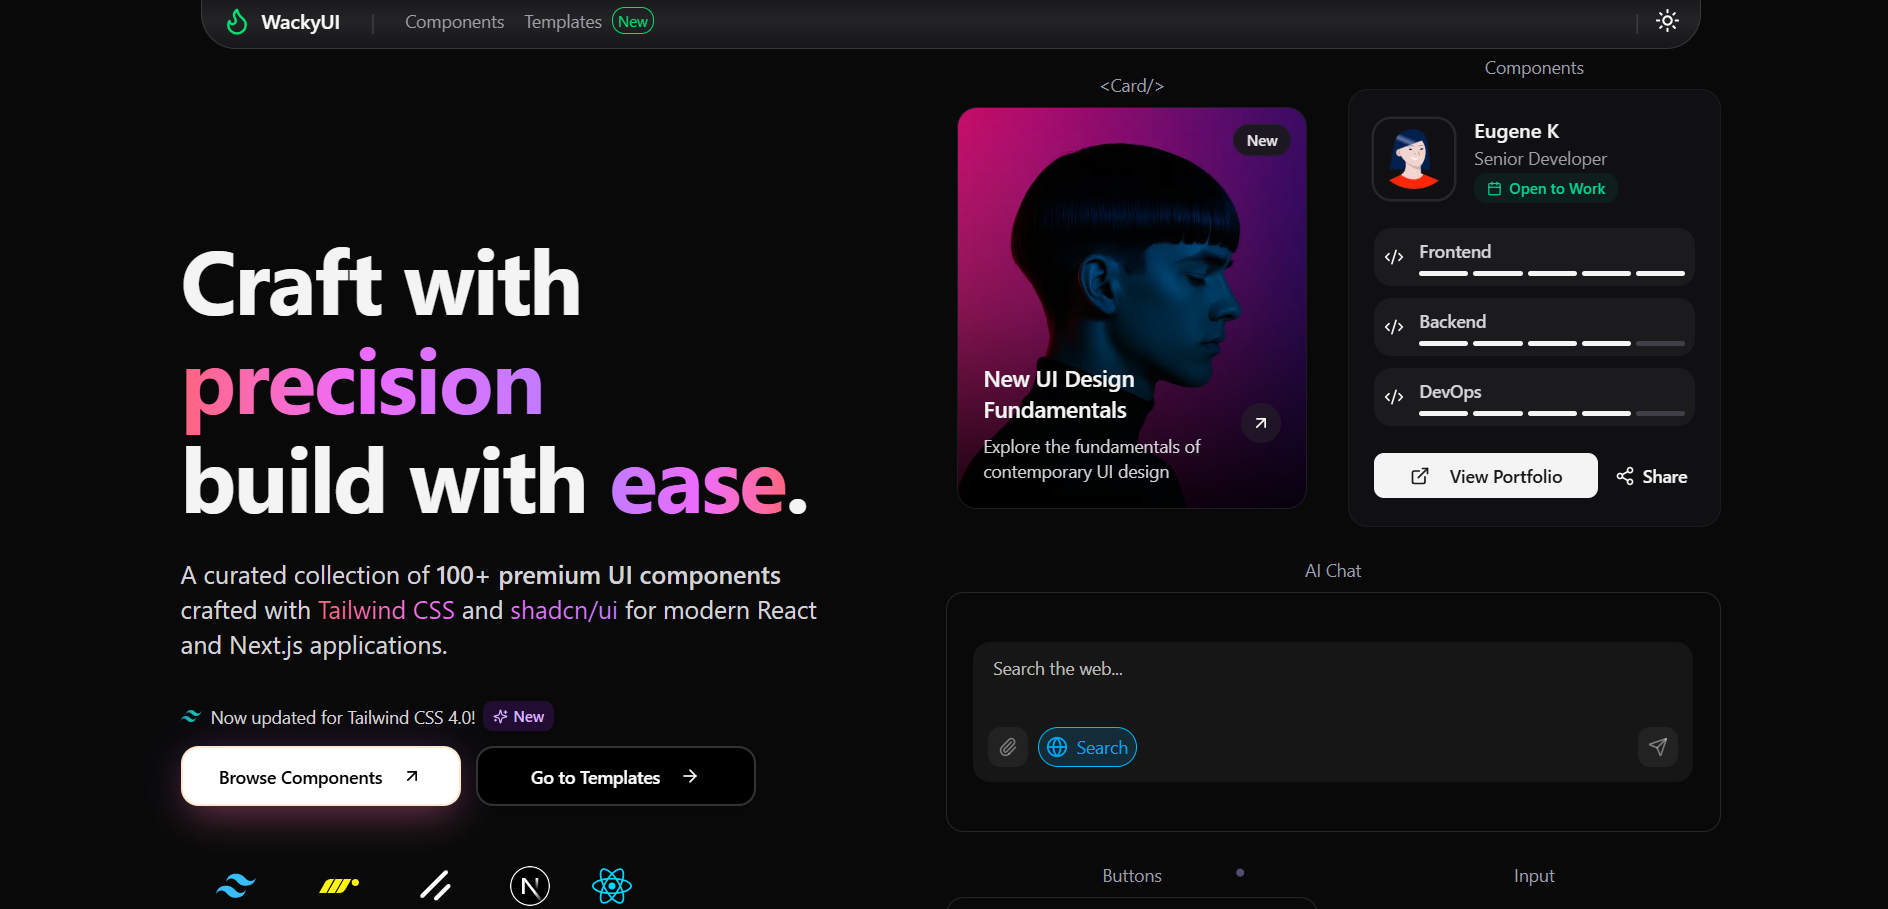 WackyUI
Components
Templates
New
Craft with
precision
build with ease.
A curated collection of 100+ premium UI components
crafted with Tailwind CSS and shadcn/ui for modern React
and Next.js applications.
Now updated for Tailwind CSS 4.0!
New
Browse Components
Go to Templates
<Card/>
New
New UI Design
Fundamentals
Explore the fundamentals of
contemporary UI design
Components
Eugene K
Senior Developer
Open to Work
Frontend
Backend
DevOps
View Portfolio
Share
AI Chat
Search the web...
Search
Buttons
Input